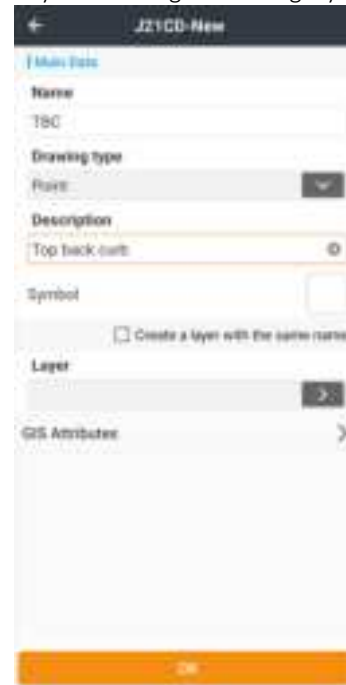 J21CD-New
Main Data
Name
TBC
Drawing type
Point
Description
Top back curb
Symbol
Create a layer with the same name
Layer
GIS Attributes
OK